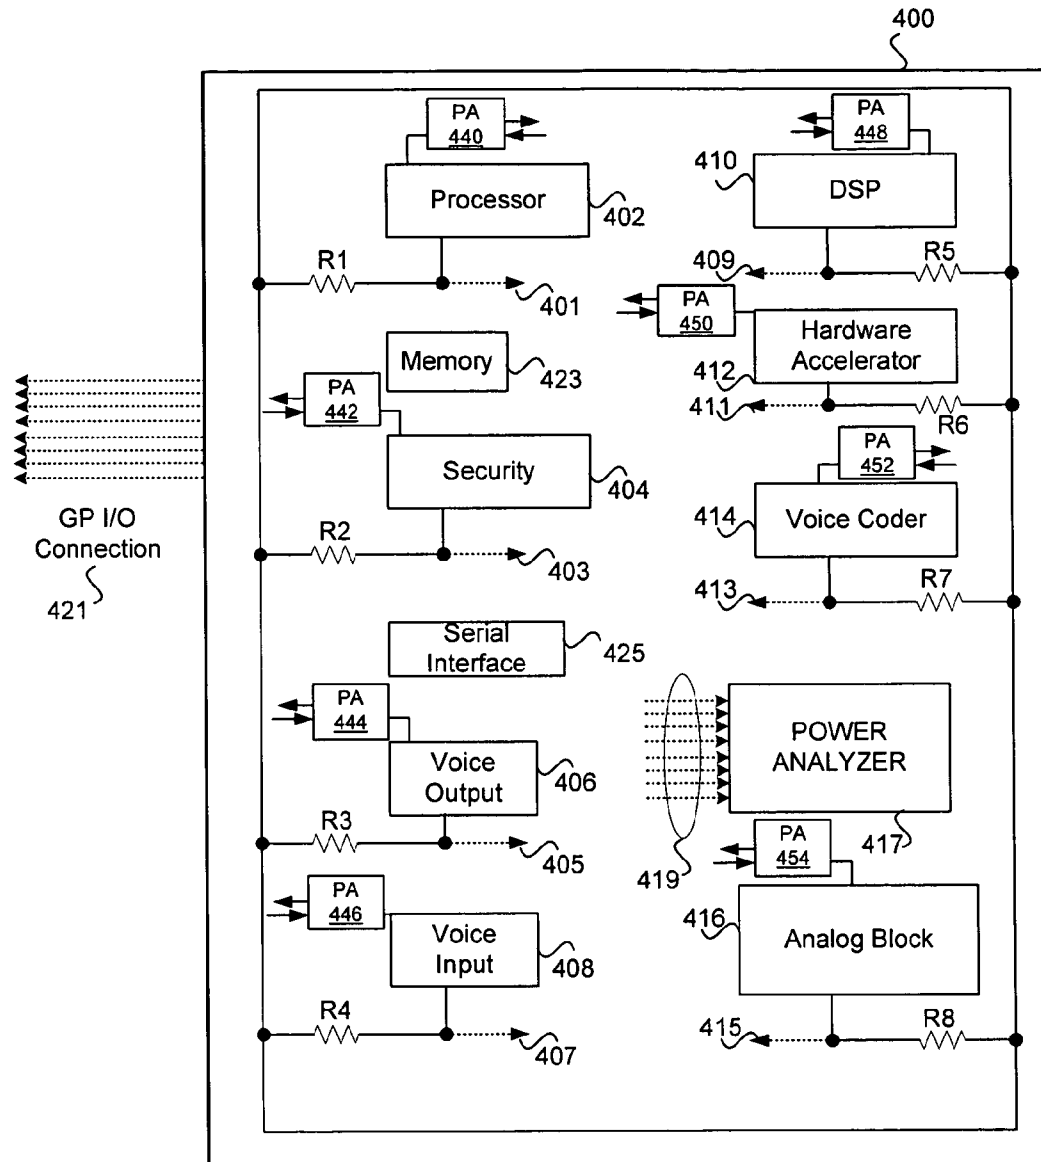 400
PA
440
Processor
402
R1
401
Memory
423
PA
442
Security
404
R2
403
GP I/O
Connection
421
Serial
Interface
425
PA
444
Voice
Output
406
R3
405
PA
446
Voice
Input
408
R4
407
PA
448
410
DSP
409
R5
PA
450
Hardware
Accelerator
412
411
R6
PA
452
414
Voice Coder
413
R7
POWER
ANALYZER
417
419
PA
454
416
Analog Block
415
R8